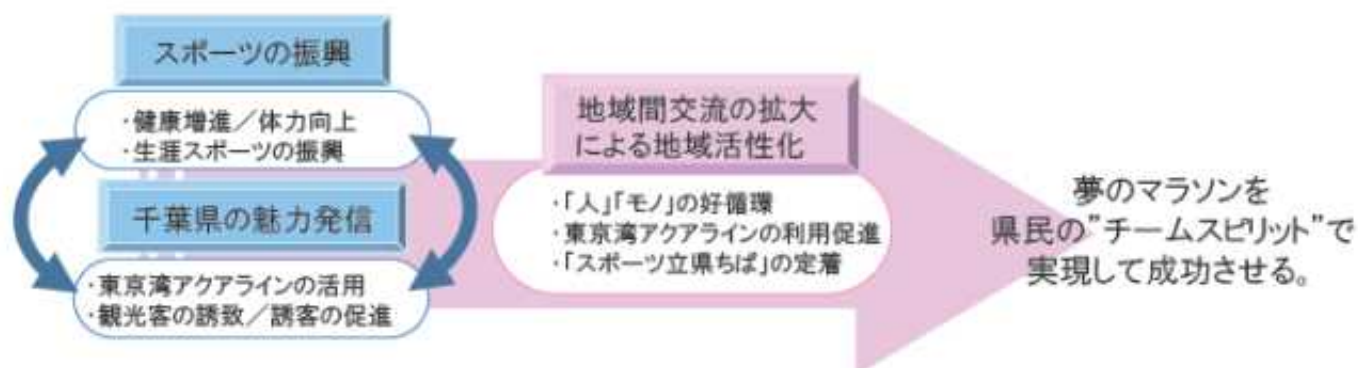 スポーツの振興
・健康増進／体力向上
・生涯スポーツの振興
千葉県の魅力発信
・東京湾アクアラインの活用
・観光客の誘致／誘客の促進
地域間交流の拡大
による地域活性化
・「人」「モノ」の好循環
・東京湾アクアラインの利用促進
・「スポーツ立県ちば」の定着
夢のマラソンを
県民の”チームスピリット”で
実現して成功させる。